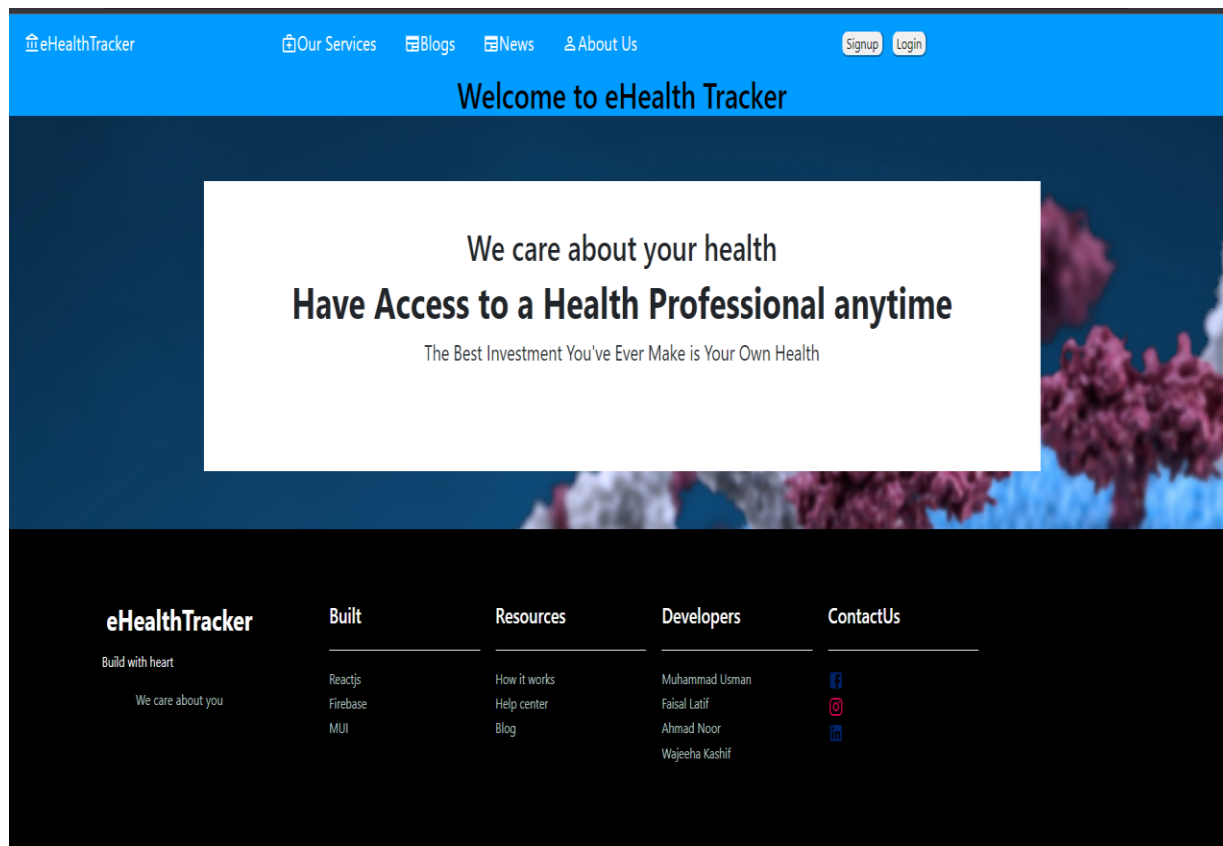 eHealthTracker
Our Services
Blogs
News
About Us
Signup
Login
Welcome to eHealth Tracker
We care about your health
Have Access to a Health Professional anytime
The Best Investment You've Ever Make is Your Own Health
eHealthTracker
Build with heart
We care about you
Built
Reactjs
Firebase
MUI
Resources
How it works
Help center
Blog
Developers
Muhammad Usman
Faisal Latif
Ahmad Noor
Wajeeha Kashif
ContactUs